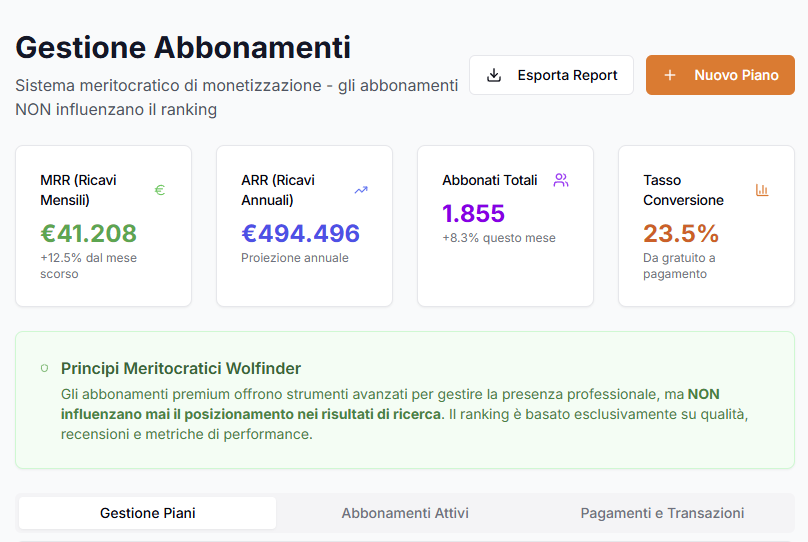 Gestione Abbonamenti
Sistema meritocratico di monetizzazione - gli abbonamenti
NON influenzano il ranking
Esporta Report
Nuovo Piano
MRR (Ricavi
Mensili)
€41.208
+12.5% dal mese
scorso
ARR (Ricavi
Annuali)
€494.496
Proiezione annuale
Abbonati Totali
1.855
+8.3% questo mese
Tasso
Conversione
23.5%
Da gratuito a
pagamento
Principi Meritocratici Wolfinder
Gli abbonamenti premium offrono strumenti avanzati per gestire la presenza professionale, ma NON
influenzano mai il posizionamento nei risultati di ricerca. Il ranking è basato esclusivamente su qualità,
recensioni e metriche di performance.
Gestione Piani
Abbonamenti Attivi
Pagamenti e Transazioni